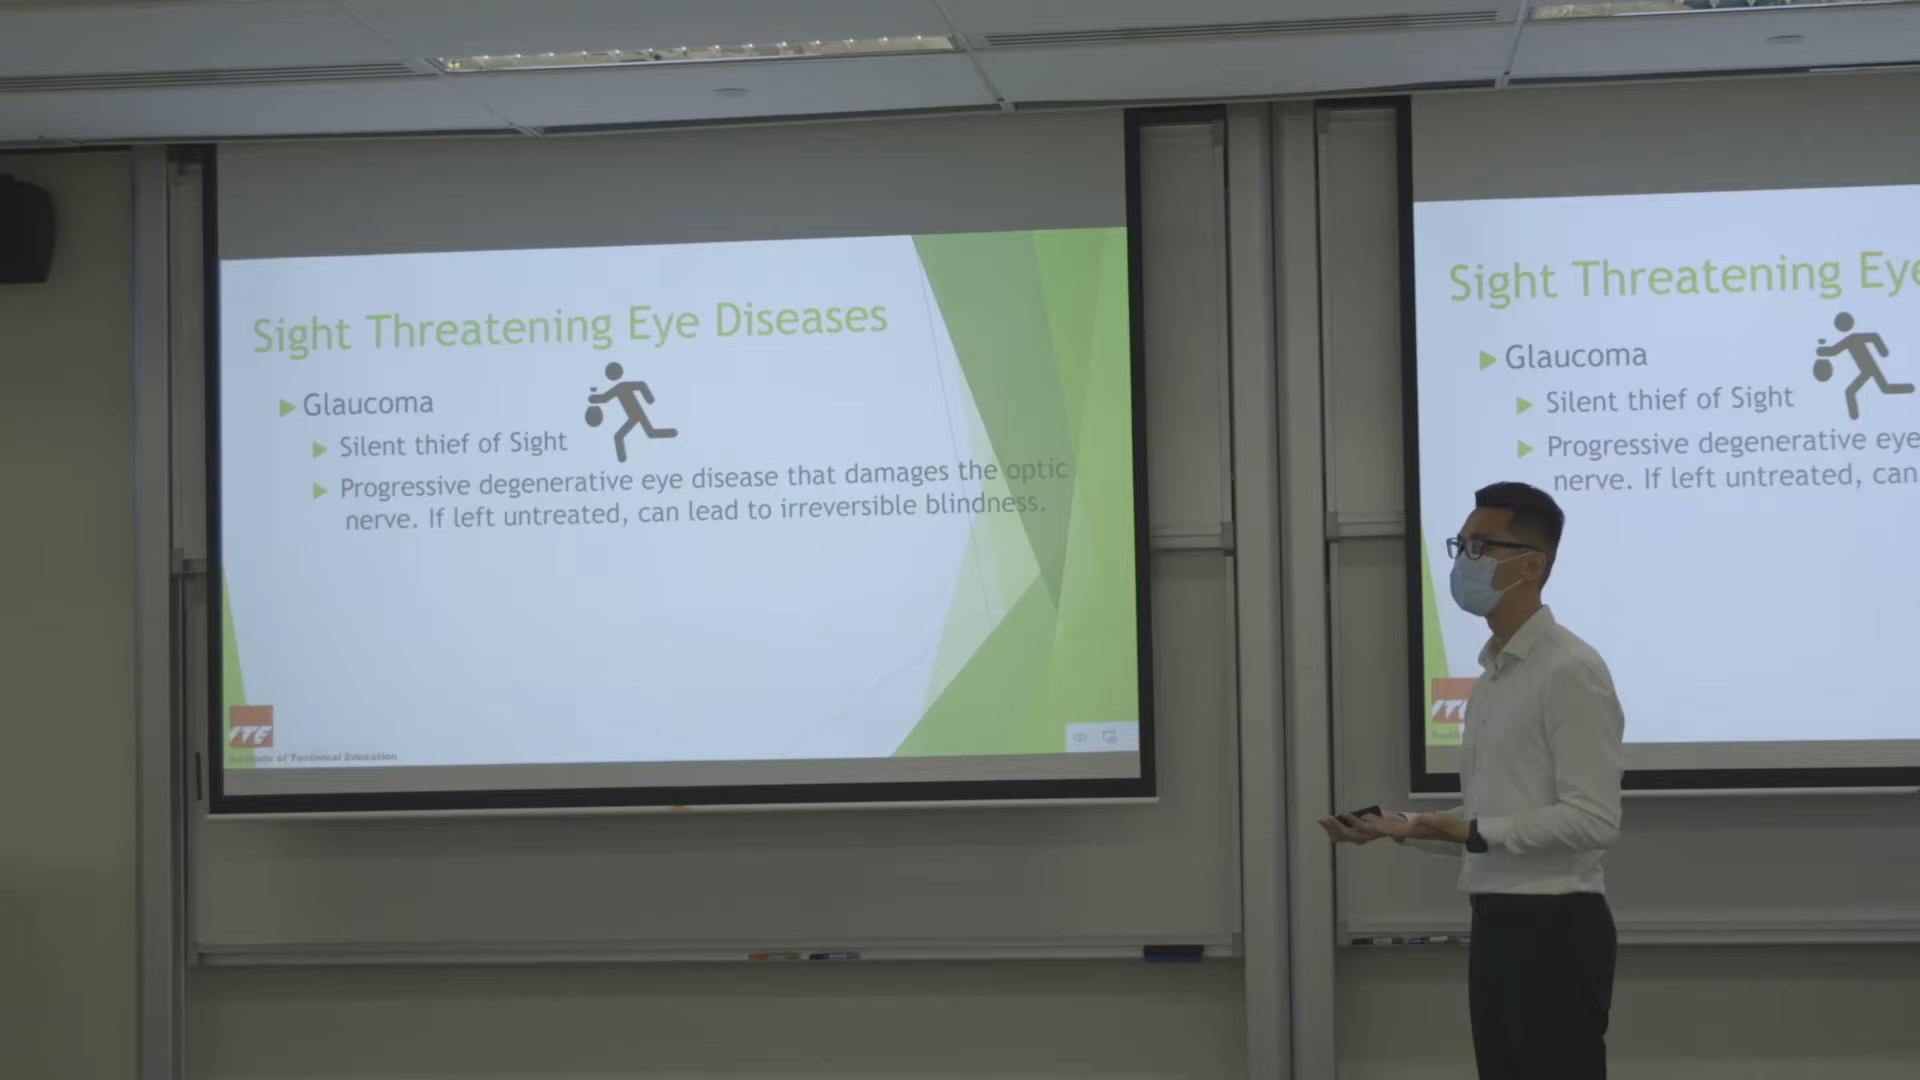 Sight Threatening Eye Diseases
Glaucoma
Silent thief of Sight
Progressive degenerative eye disease that damages the optic
nerve. If left untreated, can lead to irreversible blindness.
ITE
Institute of Technical Education
Sight Threatening Eye
Glaucoma
Silent thief of Sight
Progressive degenerative eye
nerve. If left untreated, can
ITE